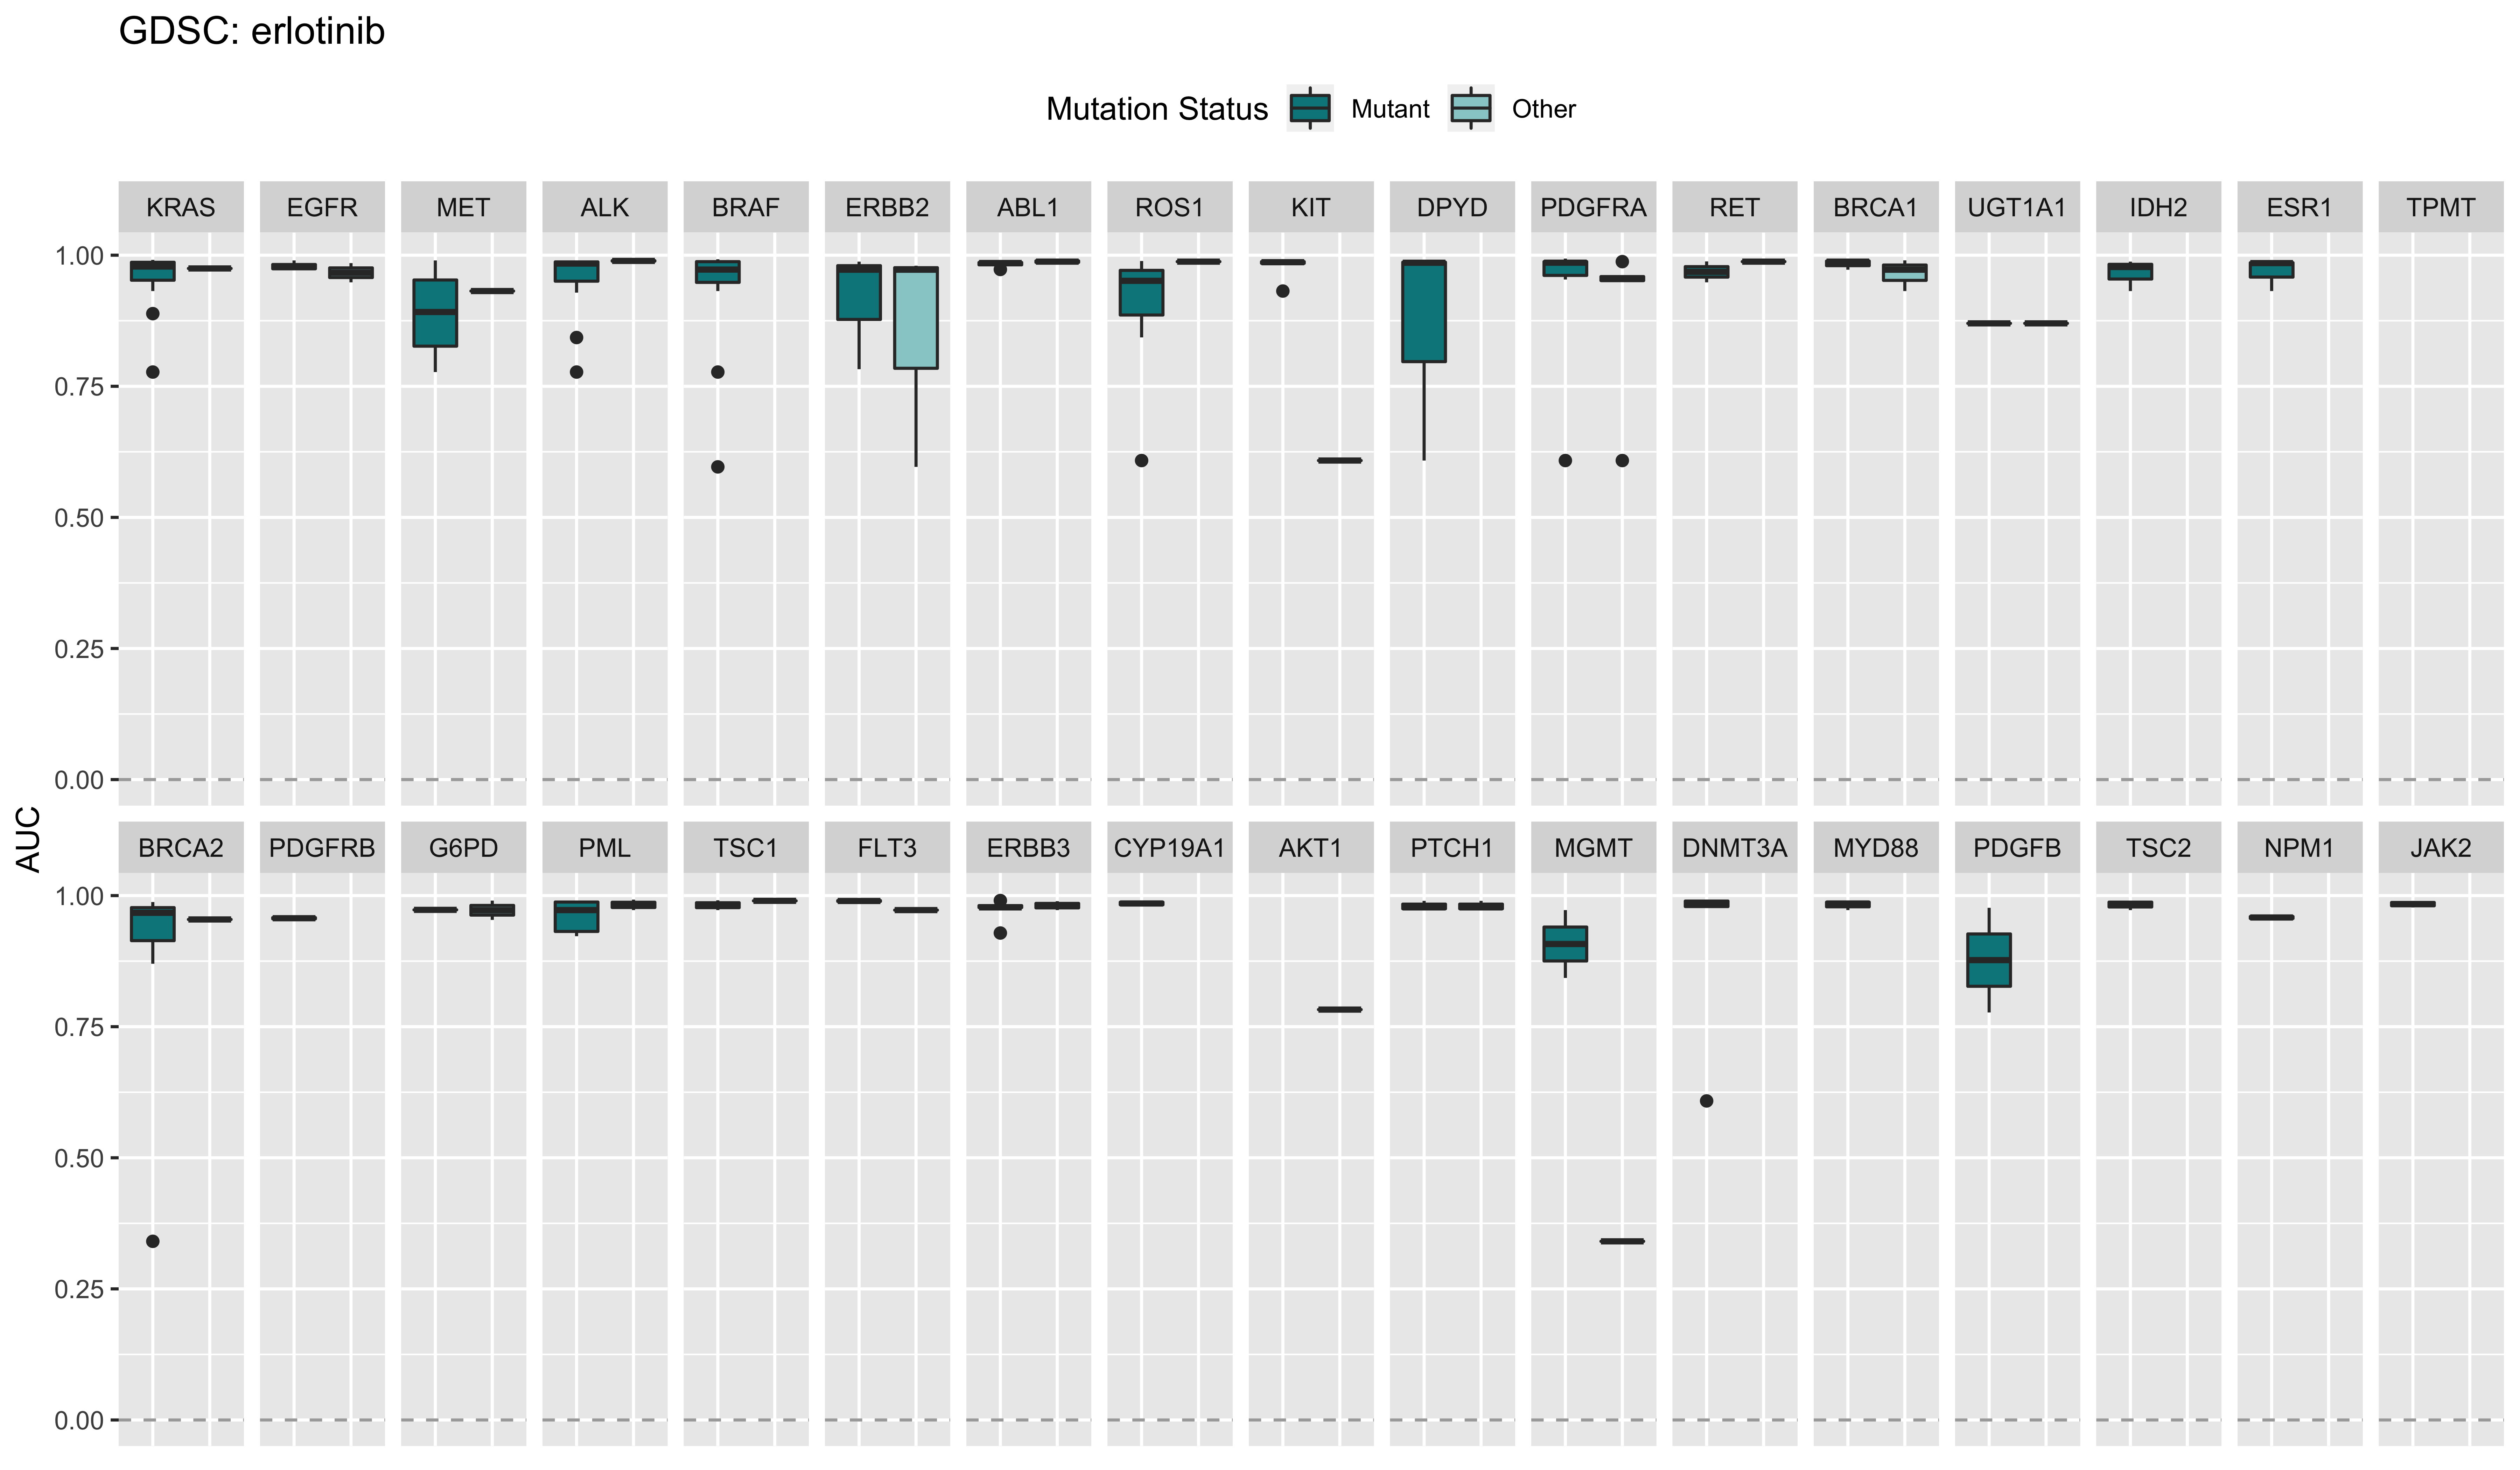 GDSC: erlotinib
Mutation Status Mutant Other
KRAS EGFR MET ALK BRAF ERBB2 ABL1 ROS1 KIT DPYD PDGFRA RET BRCA1 UGT1A1 IDH2 ESR1 TPMT
1.00
0.75
0.50
0.25
0.00
AUC
BRCA2 PDGFRB G6PD PML TSC1 FLT3 ERBB3 CYP19A1 AKT1 PTCH1 MGMT DNMT3A MYD88 PDGFB TSC2 NPM1 JAK2
1.00
0.75
0.50
0.25
0.00